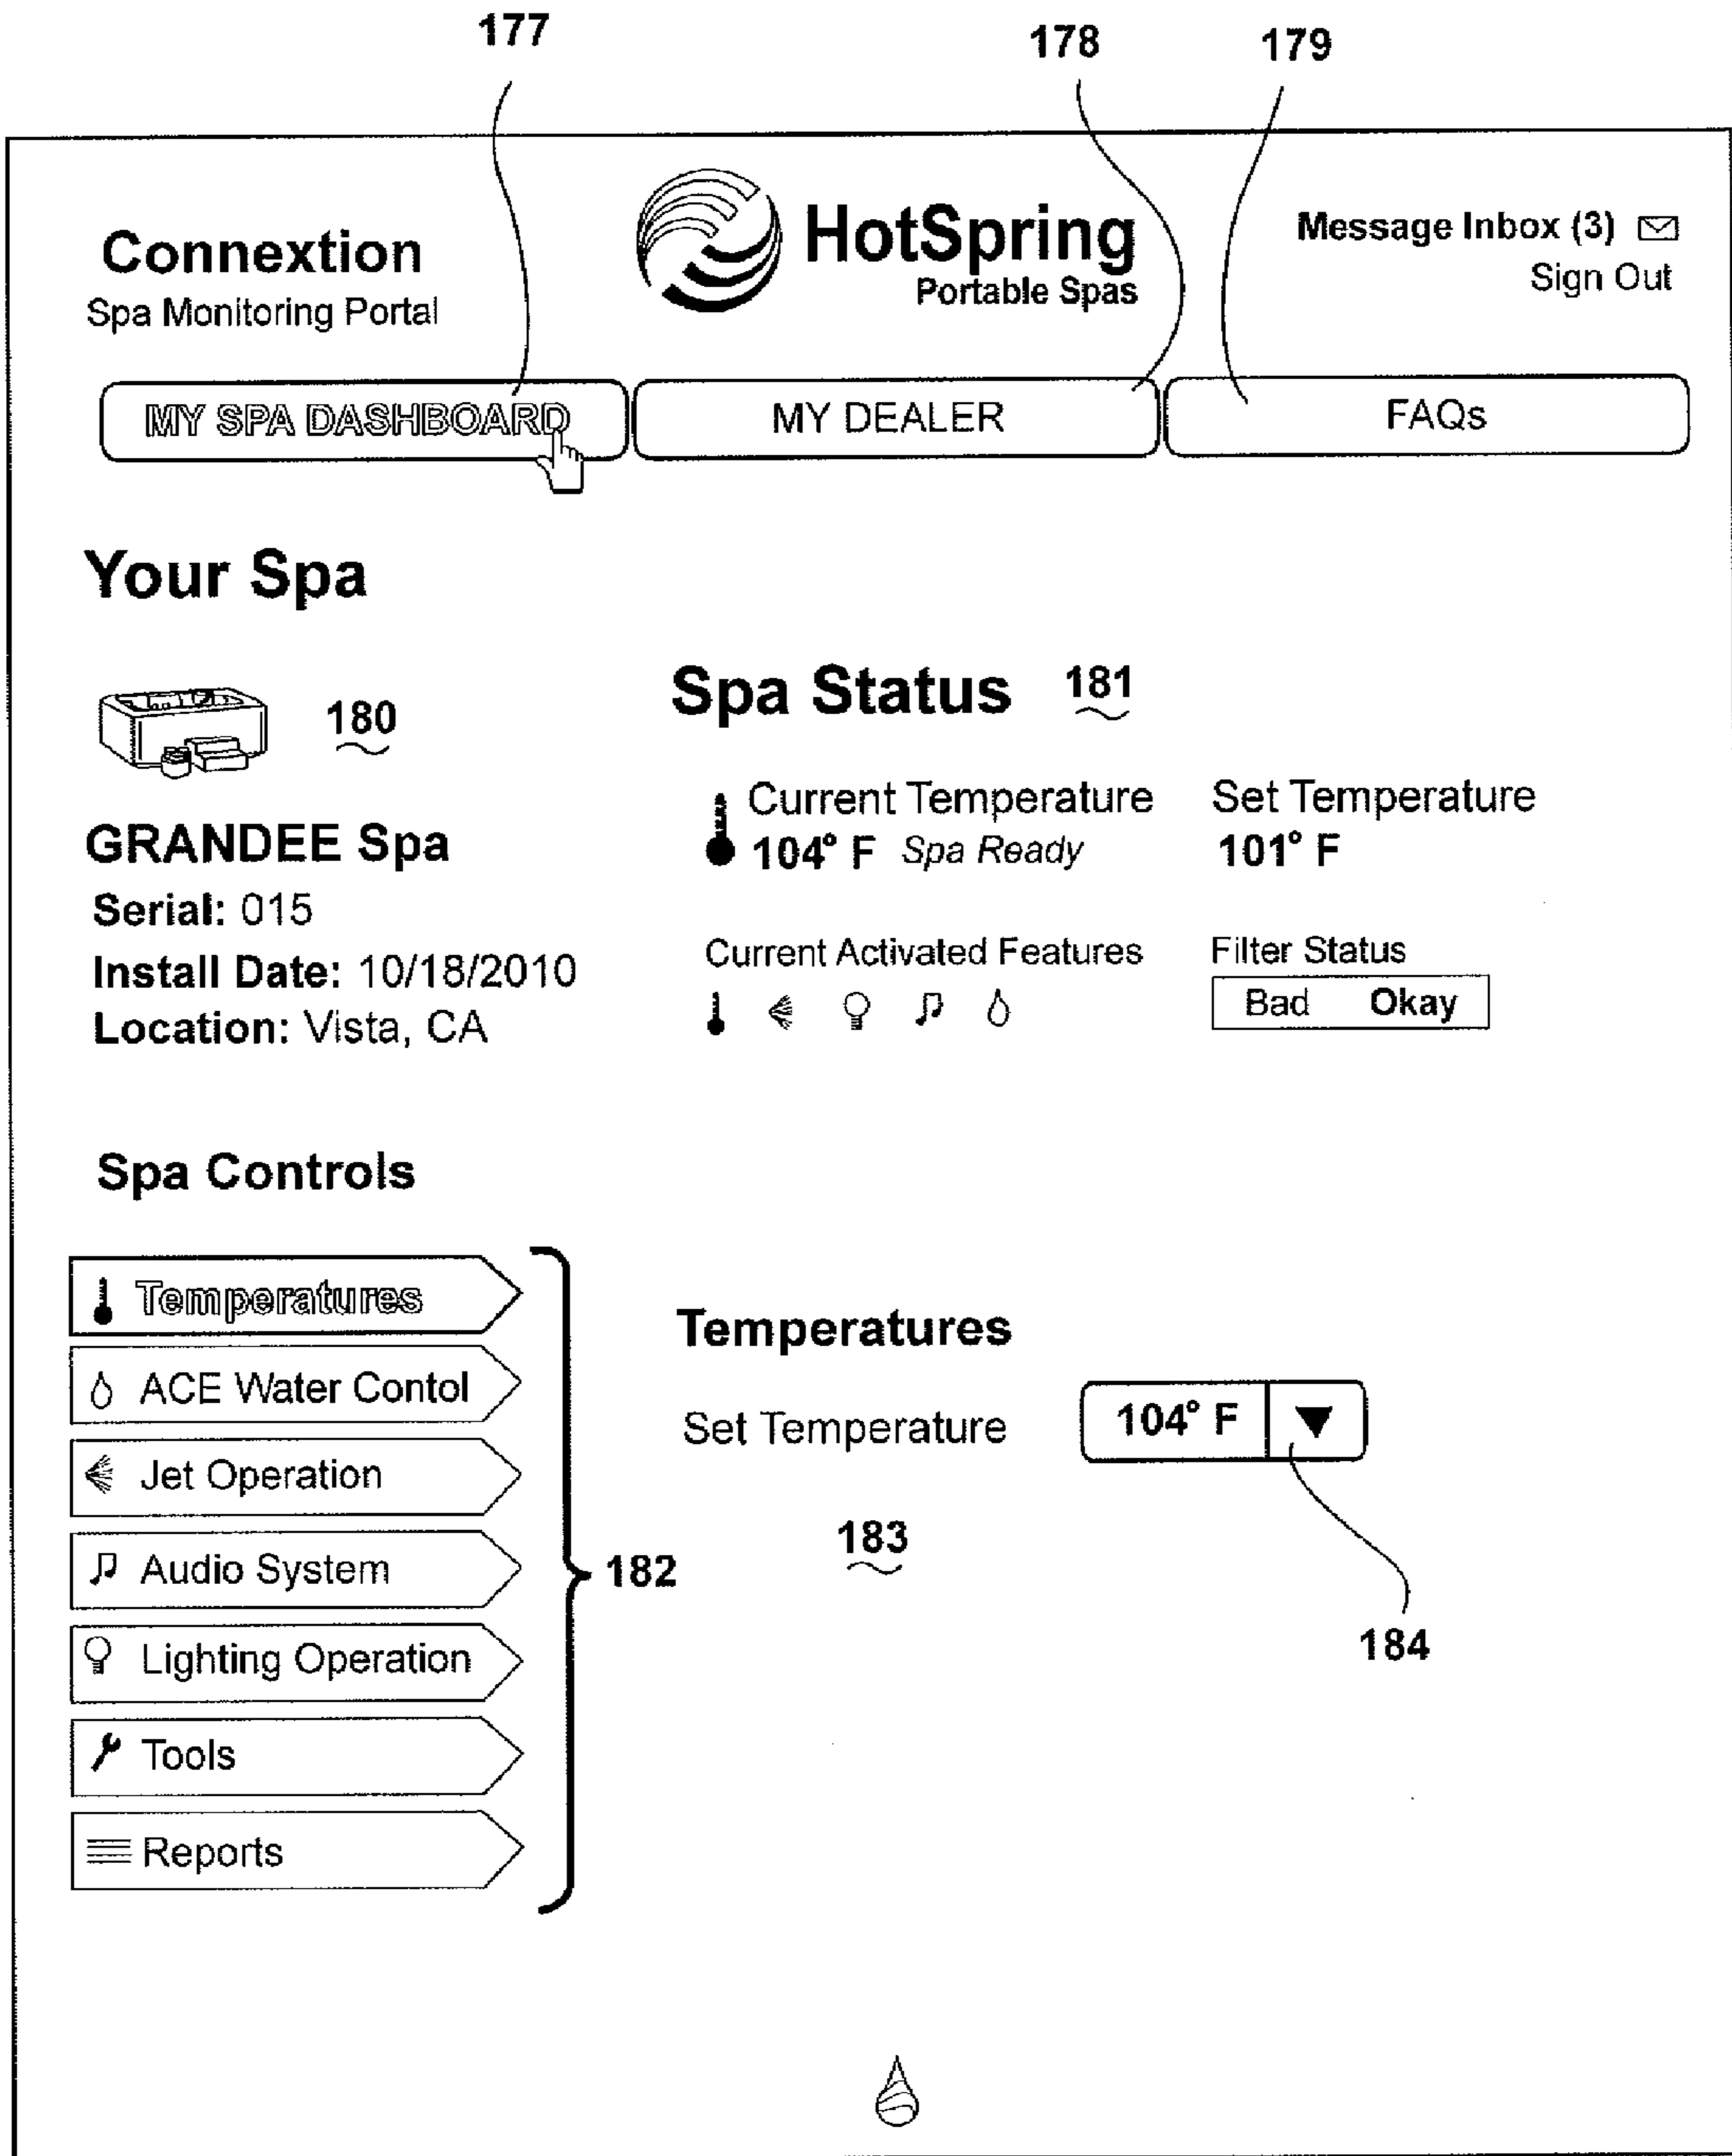 177
178 179
Connextion
Spa Monitoring Portal
HotSpring
Portable Spas
Message Inbox (3)
Sign Out
MY SPA DASHBOARD MY DEALER FAQs
Your Spa
180
GRANDEE Spa
Serial: 015
Install Date: 10/18/2010
Location: Vista, CA
Spa Status 181
Current Temperature Set Temperature
104° F Spa Ready 101° F
Current Activated Features Filter Status
Bad Okay
Spa Controls
Temperatures
ACE Water Contol
Jet Operation
Audio System
Lighting Operation
Tools
Reports
182
Temperatures
Set Temperature 104° F
183
184